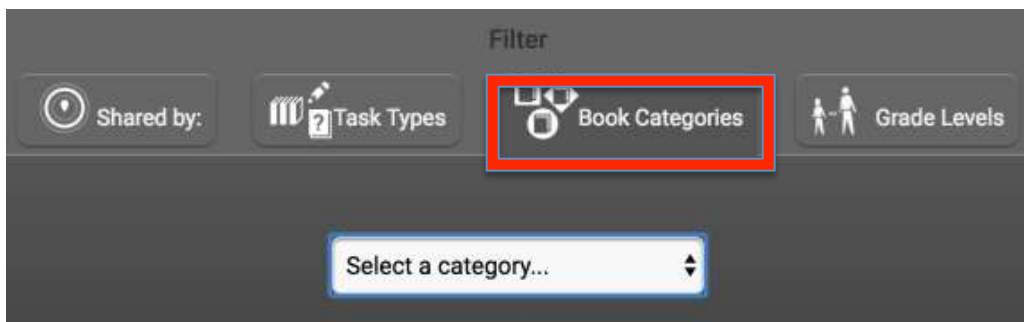 Filter
Shared by:
? Task Types
Book Categories
Grade Levels
Select a category...